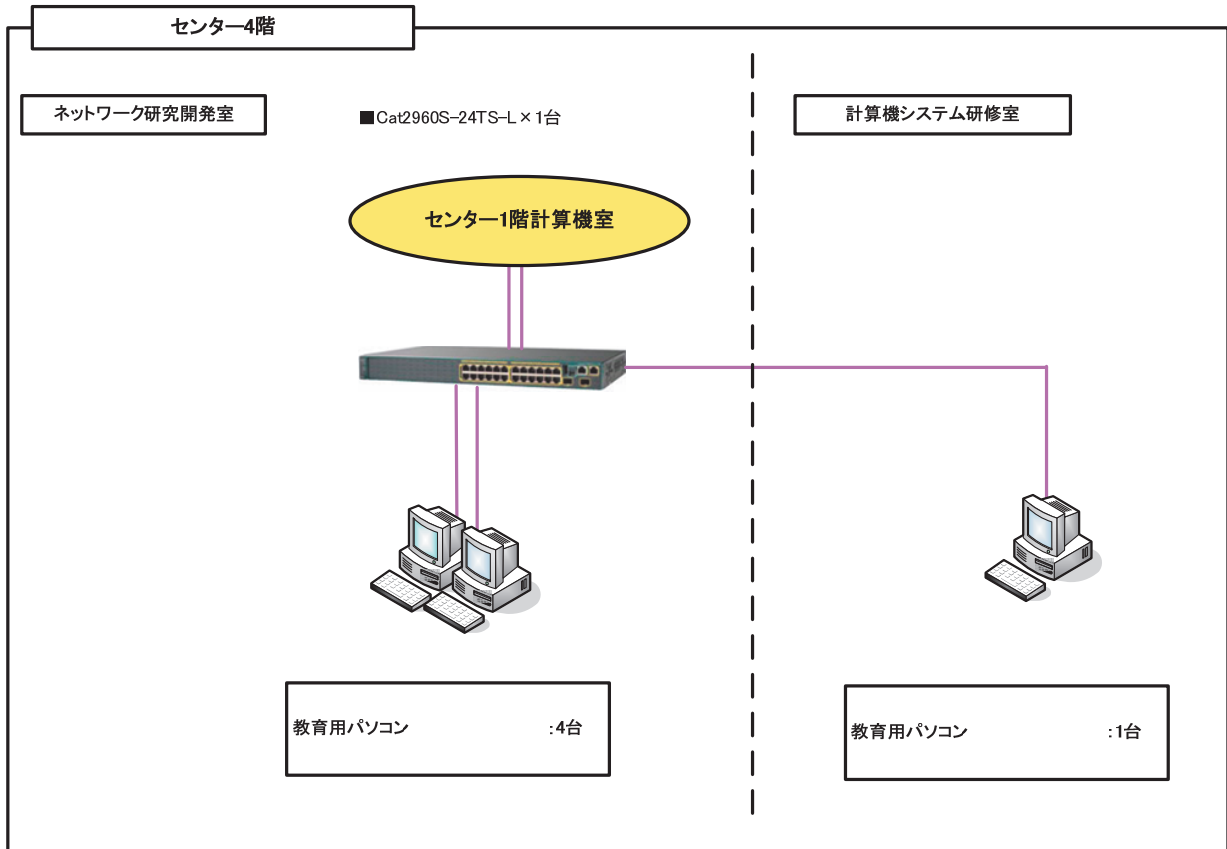 センター4階
ネットワーク研究開発室
■Cat2960S-24TS-L×1台
計算機システム研修室
センター1階計算機室
教育用パソコン :4台
教育用パソコン :1台